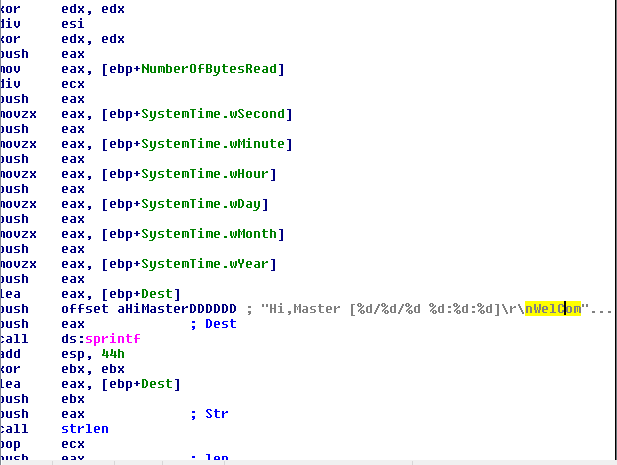 xor edx, edx
div esi
xor edx, edx
push eax
mov eax, [ebp+NumberOfBytesRead]
div ecx
push eax
movzx eax, [ebp+SystemTime.wSecond]
push eax
movzx eax, [ebp+SystemTime.wMinute]
push eax
movzx eax, [ebp+SystemTime.wHour]
push eax
movzx eax, [ebp+SystemTime.wDay]
push eax
movzx eax, [ebp+SystemTime.wMonth]
push eax
movzx eax, [ebp+SystemTime.wYear]
push eax
lea eax, [ebp+Dest]
push offset aHiMasterDDDDDD ; "Hi,Master [%d/%d/%d %d:%d:%d]\r\nWelCom"...
push eax ; Dest
call ds:sprintf
add esp, 44h
xor ebx, ebx
lea eax, [ebp+Dest]
push ebx
push eax ; Str
call strlen
pop ecx
push eax ; len